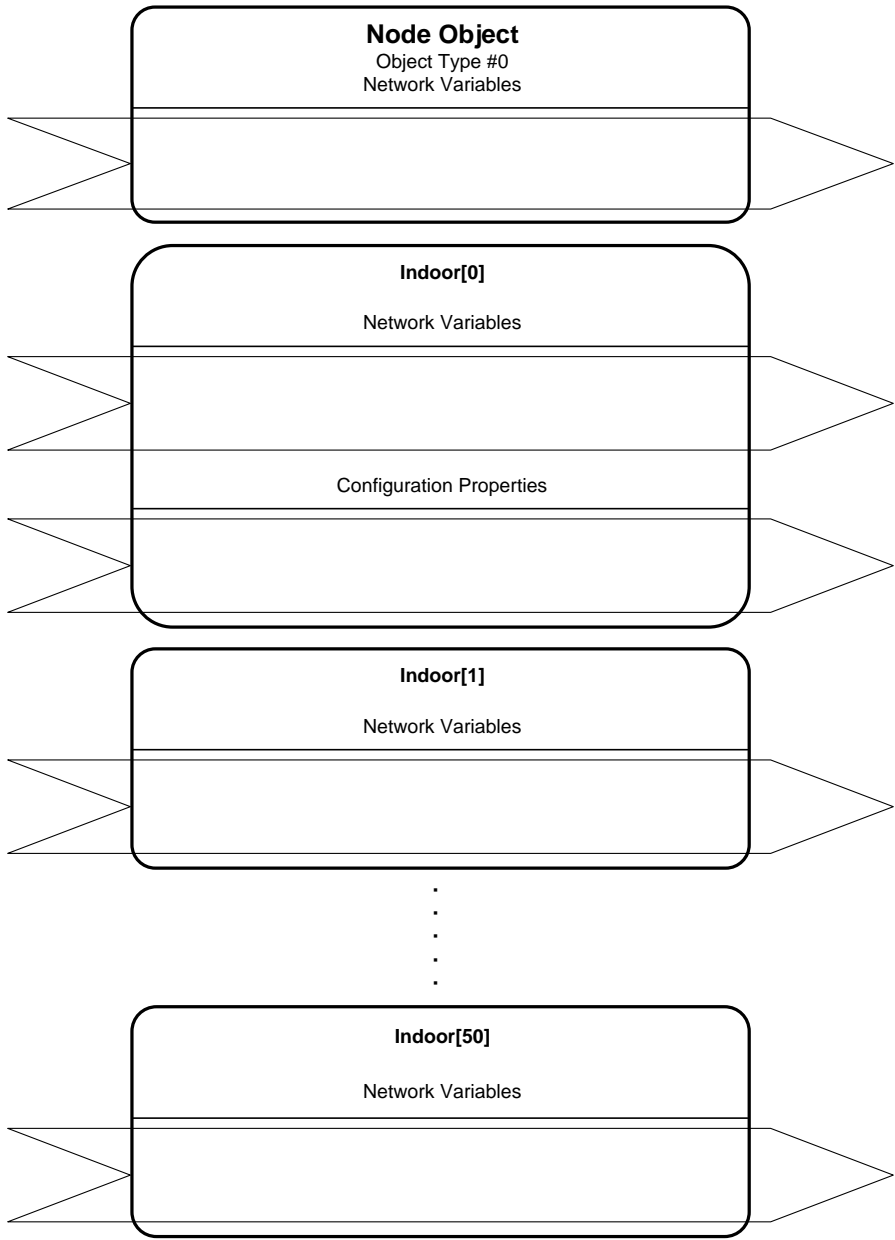 Node Object
Object Type #0
Network Variables
Indoor[0]
Network Variables
Configuration Properties
Indoor[1]
Network Variables
Indoor[50]
Network Variables